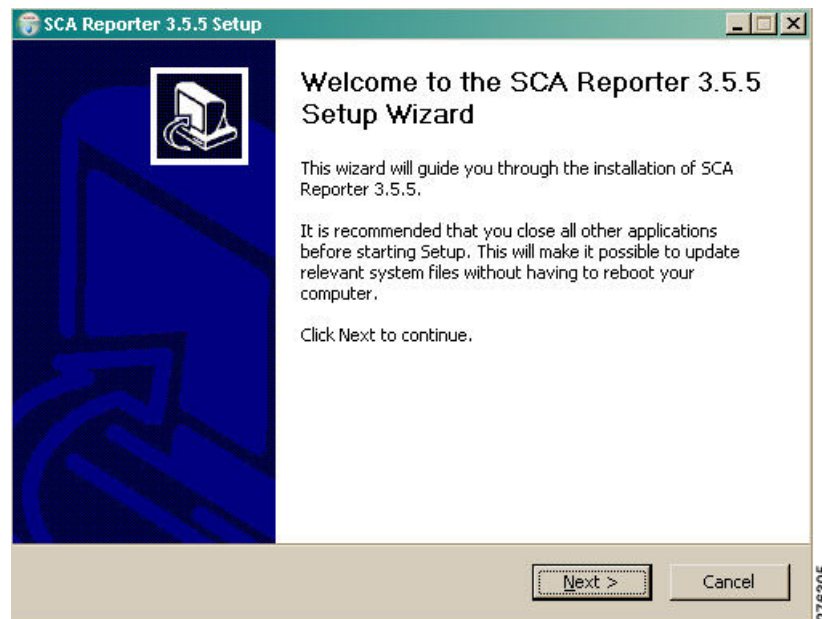 SCA Reporter 3.5.5 Setup
Welcome to the SCA Reporter 3.5.5
Setup Wizard
This wizard will guide you through the installation of SCA
Reporter 3.5.5.
It is recommended that you close all other applications
before starting Setup. This will make it possible to update
relevant system files without having to reboot your
computer.
Click Next to continue.
Next >
Cancel